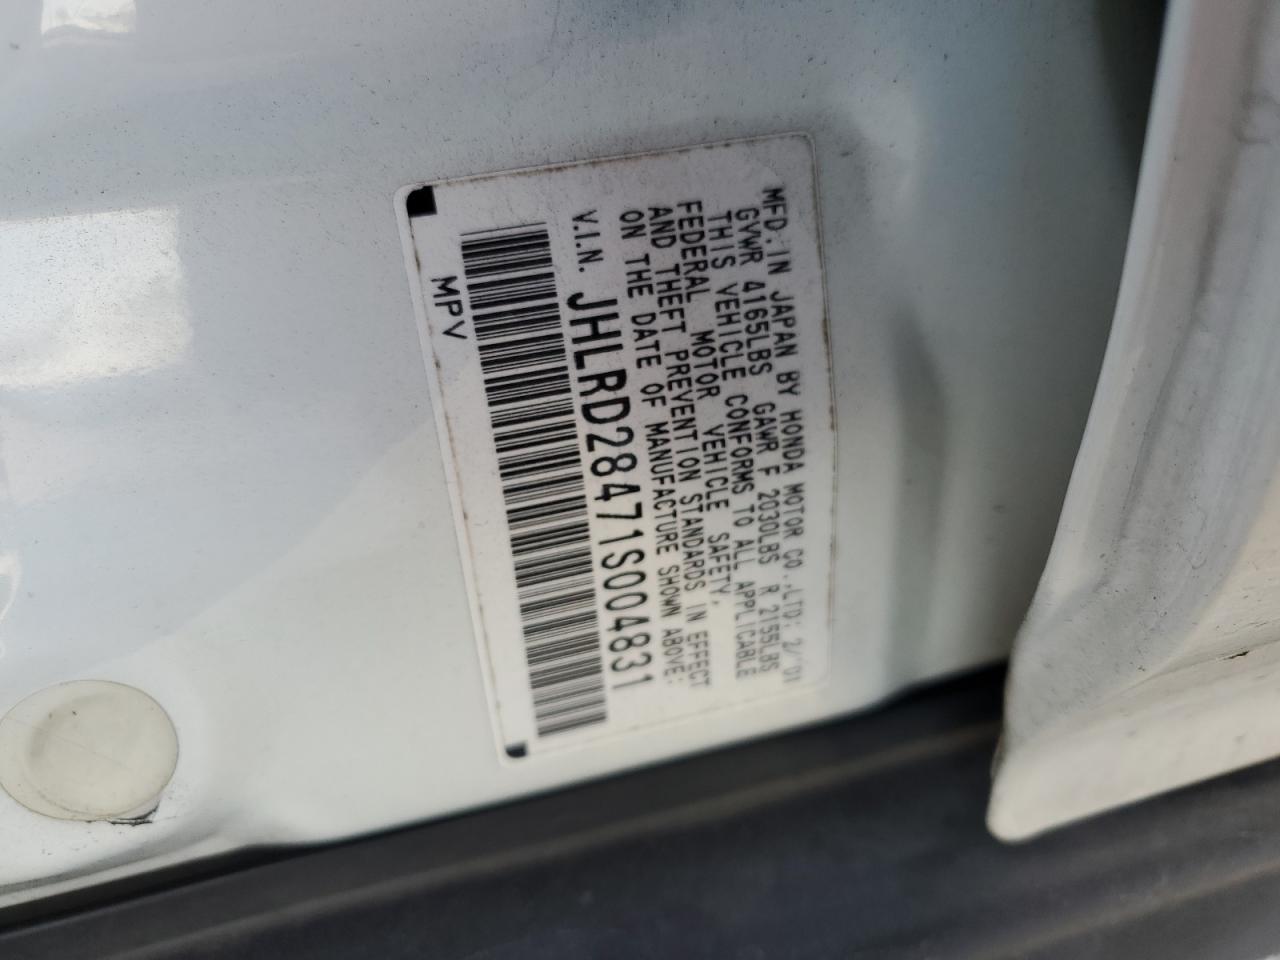 MFD. IN JAPAN BY HONDA MOTOR CO.,LTD; 2/'01
GVWR 4165LBS GAWR F 2030LBS R 2155LBS
THIS VEHICLE CONFORMS TO ALL APPLICABLE
FEDERAL MOTOR VEHICLE SAFETY,
AND THEFT PREVENTION STANDARDS IN EFFECT
ON THE DATE OF MANUFACTURE SHOWN ABOVE;
V.I.N. JHLRD28471S004831
MPV